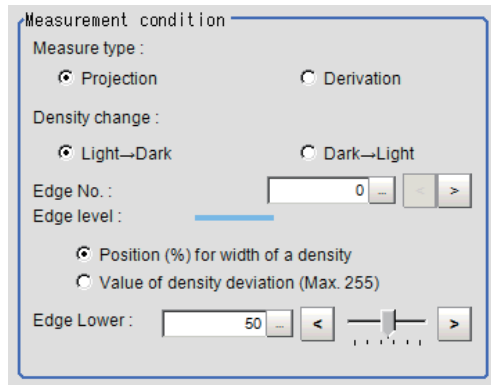 Measurement condition
Measure type :
Projection Derivation
Density change :
Light→Dark Dark→Light
Edge No. : 0 ... < >
Edge level :
Position (%) for width of a density
Value of density deviation (Max. 255)
Edge Lower : 50 ... < >